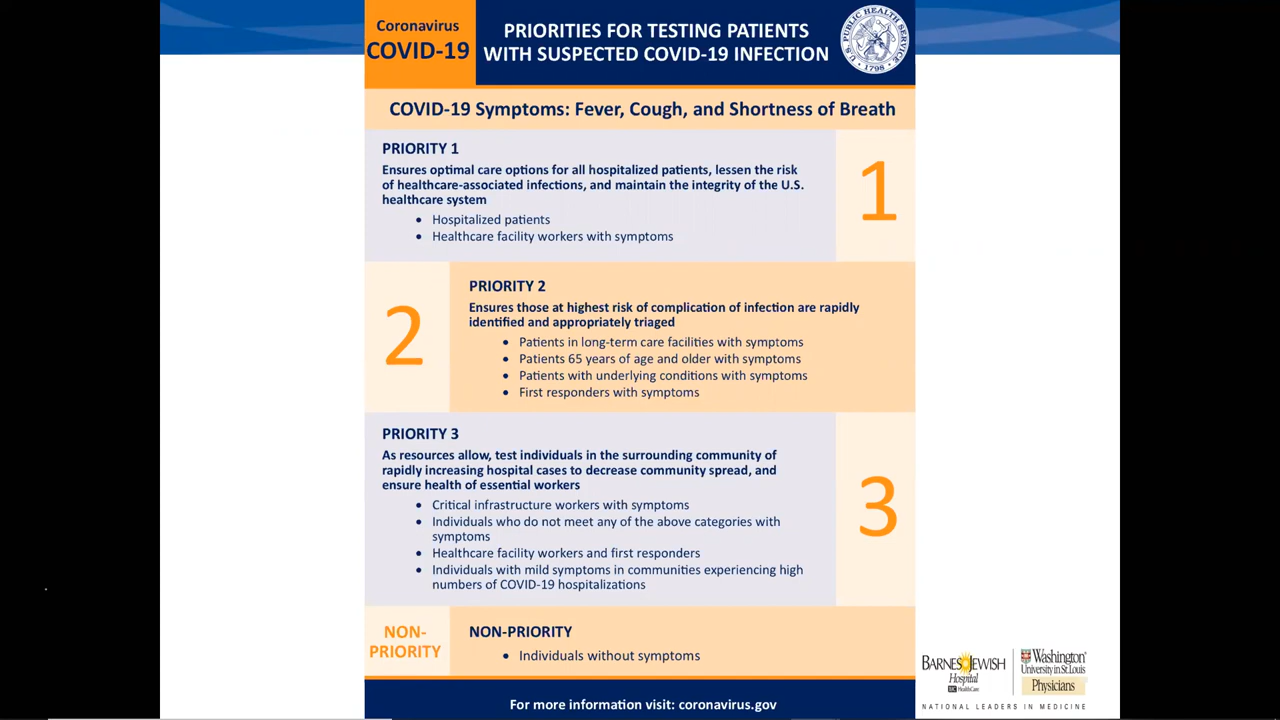 Coronavirus
COVID-19
PRIORITIES FOR TESTING PATIENTS
WITH SUSPECTED COVID-19 INFECTION
U.S. PUBLIC HEALTH SERVICE
1798
COVID-19 Symptoms: Fever, Cough, and Shortness of Breath
PRIORITY 1
Ensures optimal care options for all hospitalized patients, lessen the risk
of healthcare-associated infections, and maintain the integrity of the U.S.
healthcare system
• Hospitalized patients
• Healthcare facility workers with symptoms
1
2
PRIORITY 2
Ensures those at highest risk of complication of infection are rapidly
identified and appropriately triaged
• Patients in long-term care facilities with symptoms
• Patients 65 years of age and older with symptoms
• Patients with underlying conditions with symptoms
• First responders with symptoms
PRIORITY 3
As resources allow, test individuals in the surrounding community of
rapidly increasing hospital cases to decrease community spread, and
ensure health of essential workers
• Critical infrastructure workers with symptoms
• Individuals who do not meet any of the above categories with
symptoms
• Healthcare facility workers and first responders
• Individuals with mild symptoms in communities experiencing high
numbers of COVID-19 hospitalizations
3
NON-
PRIORITY
NON-PRIORITY
• Individuals without symptoms
For more information visit: coronavirus.gov
BARNES JEWISH
Hospital
BJC HealthCare
Washington
University in St. Louis
Physicians
NATIONAL LEADERS IN MEDICINE